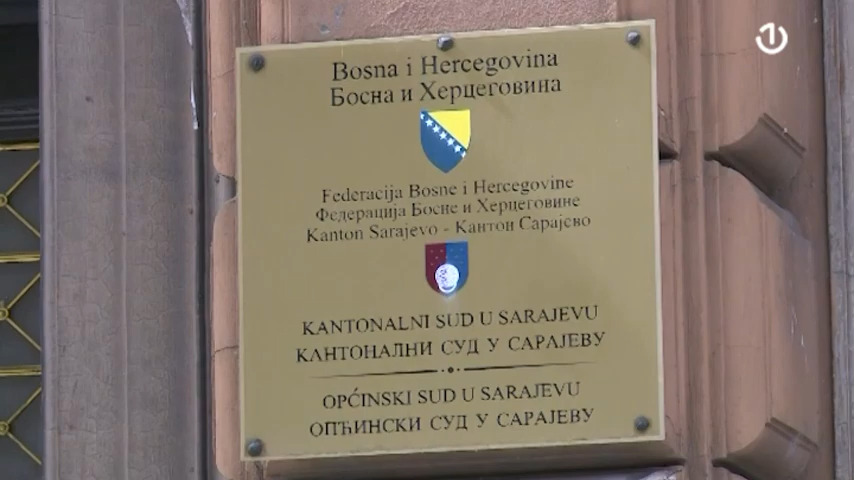 Bosna i Hercegovina
Босна и Херцеговина
Federacija Bosne i Hercegovine
Федерација Босне и Херцеговине
Kanton Sarajevo - Кантон Сарајево
KANTONALNI SUD U SARAJEVU
КАНТОНАЛНИ СУД У САРАЈЕВУ
OPĆINSKI SUD U SARAJEVU
ОПЋИНСКИ СУД У САРАЈЕВУ